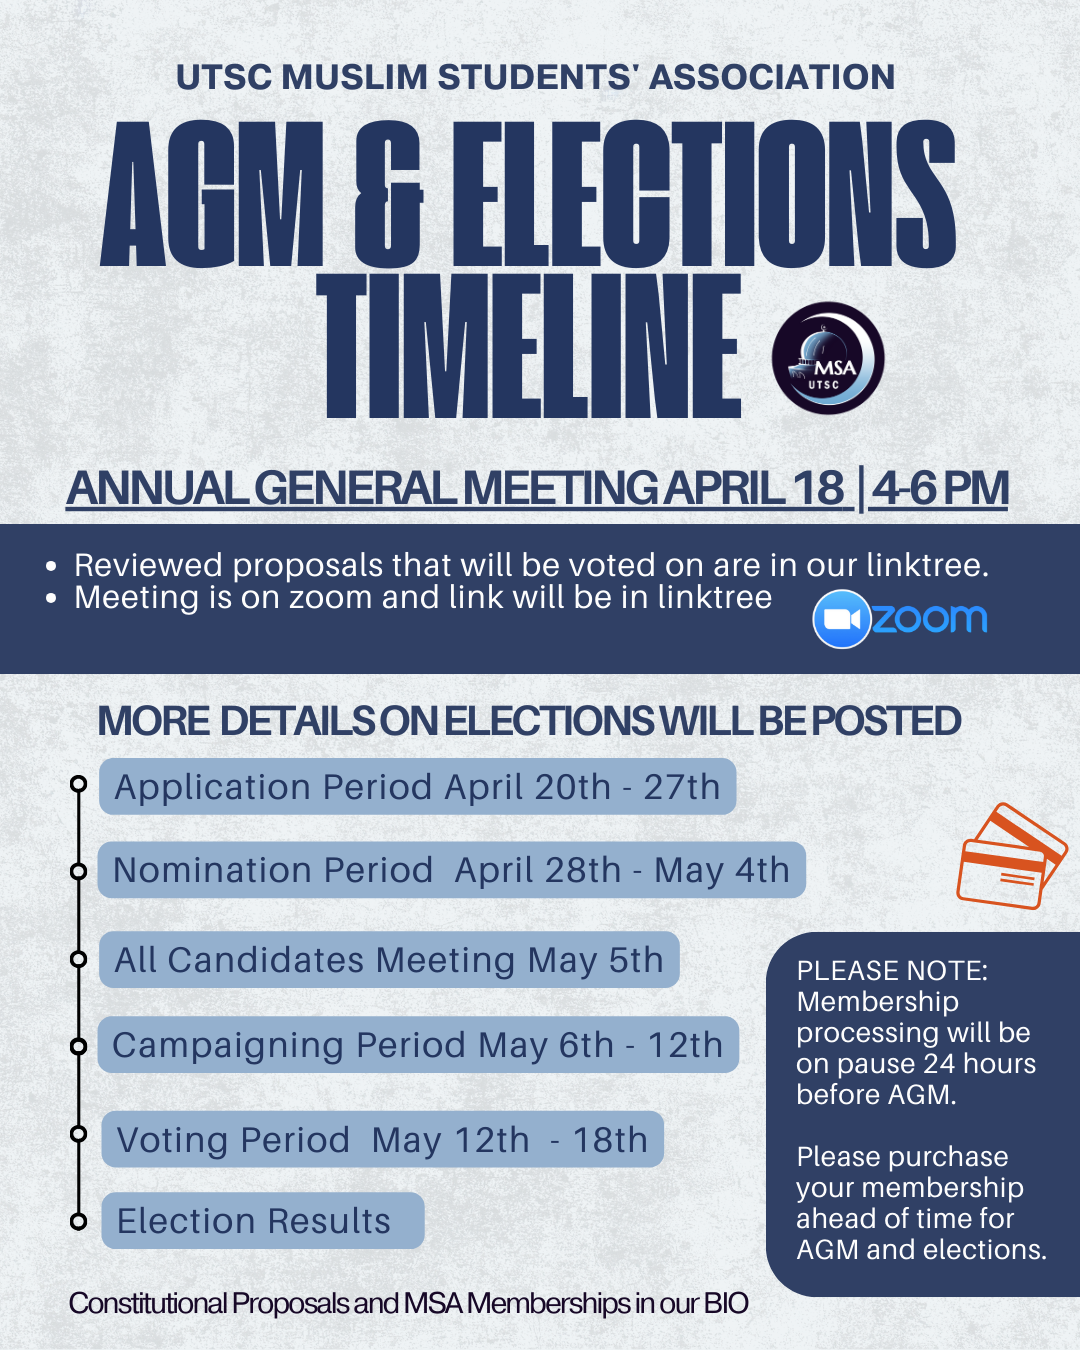 UTSC MUSLIM STUDENTS' ASSOCIATION
AGM & ELECTIONS
TIMELINE
MSA
UTSC
ANNUAL GENERAL MEETING APRIL 18 | 4-6 PM
• Reviewed proposals that will be voted on are in our linktree.
• Meeting is on zoom and link will be in linktree
zoom
MORE DETAILS ON ELECTIONS WILL BE POSTED
Application Period April 20th - 27th
Nomination Period April 28th - May 4th
All Candidates Meeting May 5th
Campaigning Period May 6th - 12th
Voting Period May 12th - 18th
Election Results
PLEASE NOTE:
Membership
processing will be
on pause 24 hours
before AGM.
Please purchase
your membership
ahead of time for
AGM and elections.
Constitutional Proposals and MSA Memberships in our BIO